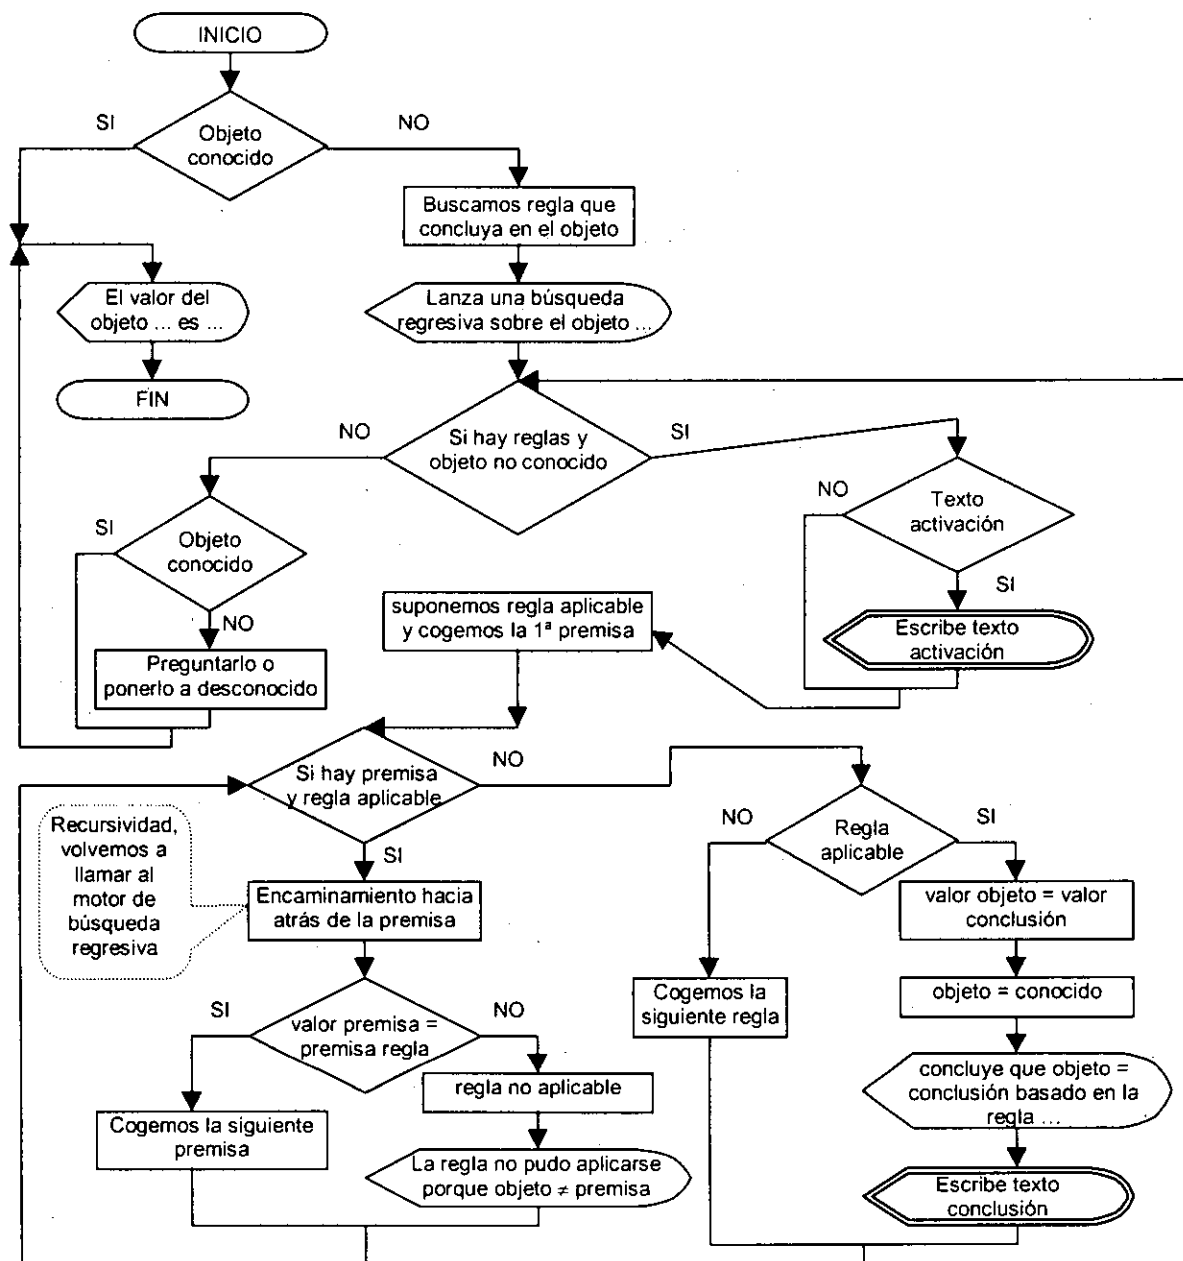 INICIO
SI
NO
Objeto
conocido
Buscamos regla que
concluya en el objeto
El valor del
objeto ... es ...
Lanza una búsqueda
regresiva sobre el objeto ...
FIN
NO
Si hay reglas y
objeto no conocido
SI
NO
Texto
activación
SI
Objeto
conocido
SI
suponemos regla aplicable
y cogemos la 1ª premisa
NO
Escribe texto
activación
Preguntarlo o
ponerlo a desconocido
Si hay premisa
y regla aplicable
NO
Recursividad,
volvemos a
llamar al
motor de
búsqueda
regresiva
NO
Regla
aplicable
SI
SI
Encaminamiento hacia
atrás de la premisa
valor objeto = valor
conclusión
Cogemos la
siguiente regla
objeto = conocido
SI
valor premisa =
premisa regla
NO
regla no aplicable
concluye que objeto =
conclusión basado en la
regla ...
Cogemos la siguiente
premisa
La regla no pudo aplicarse
porque objeto ≠ premisa
Escribe texto
conclusión